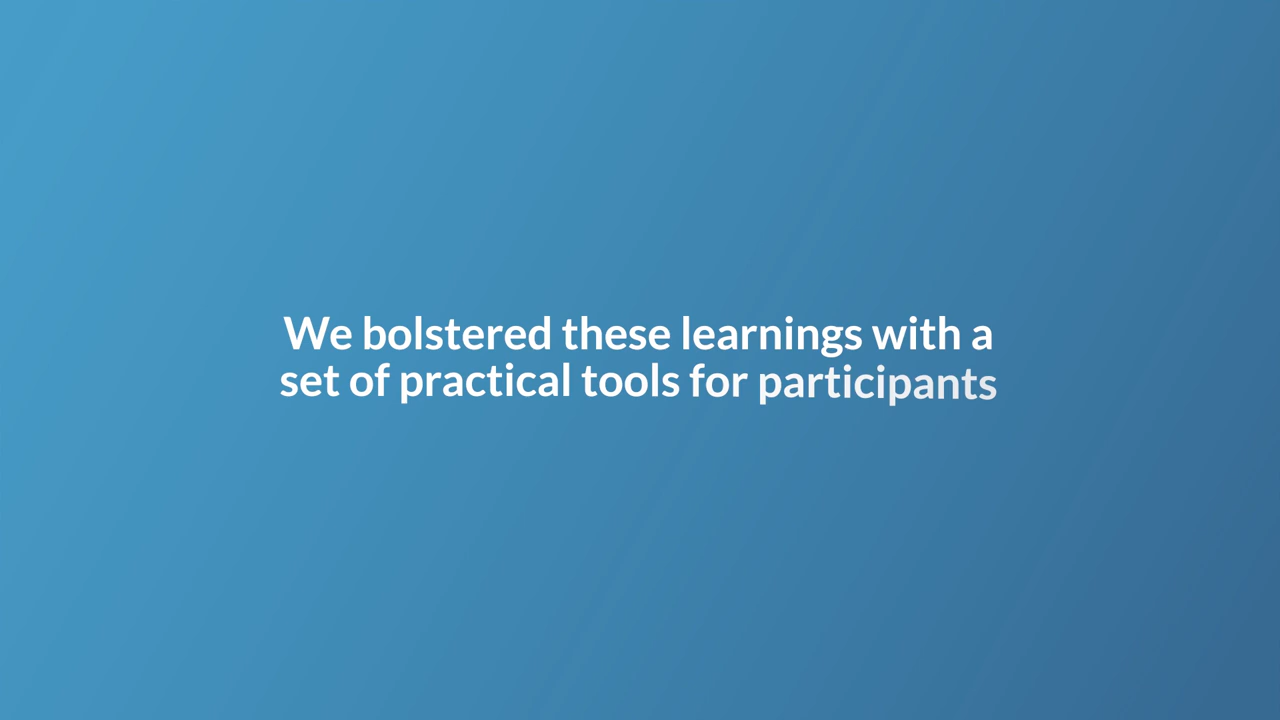 We bolstered these learnings with a
set of practical tools for participants